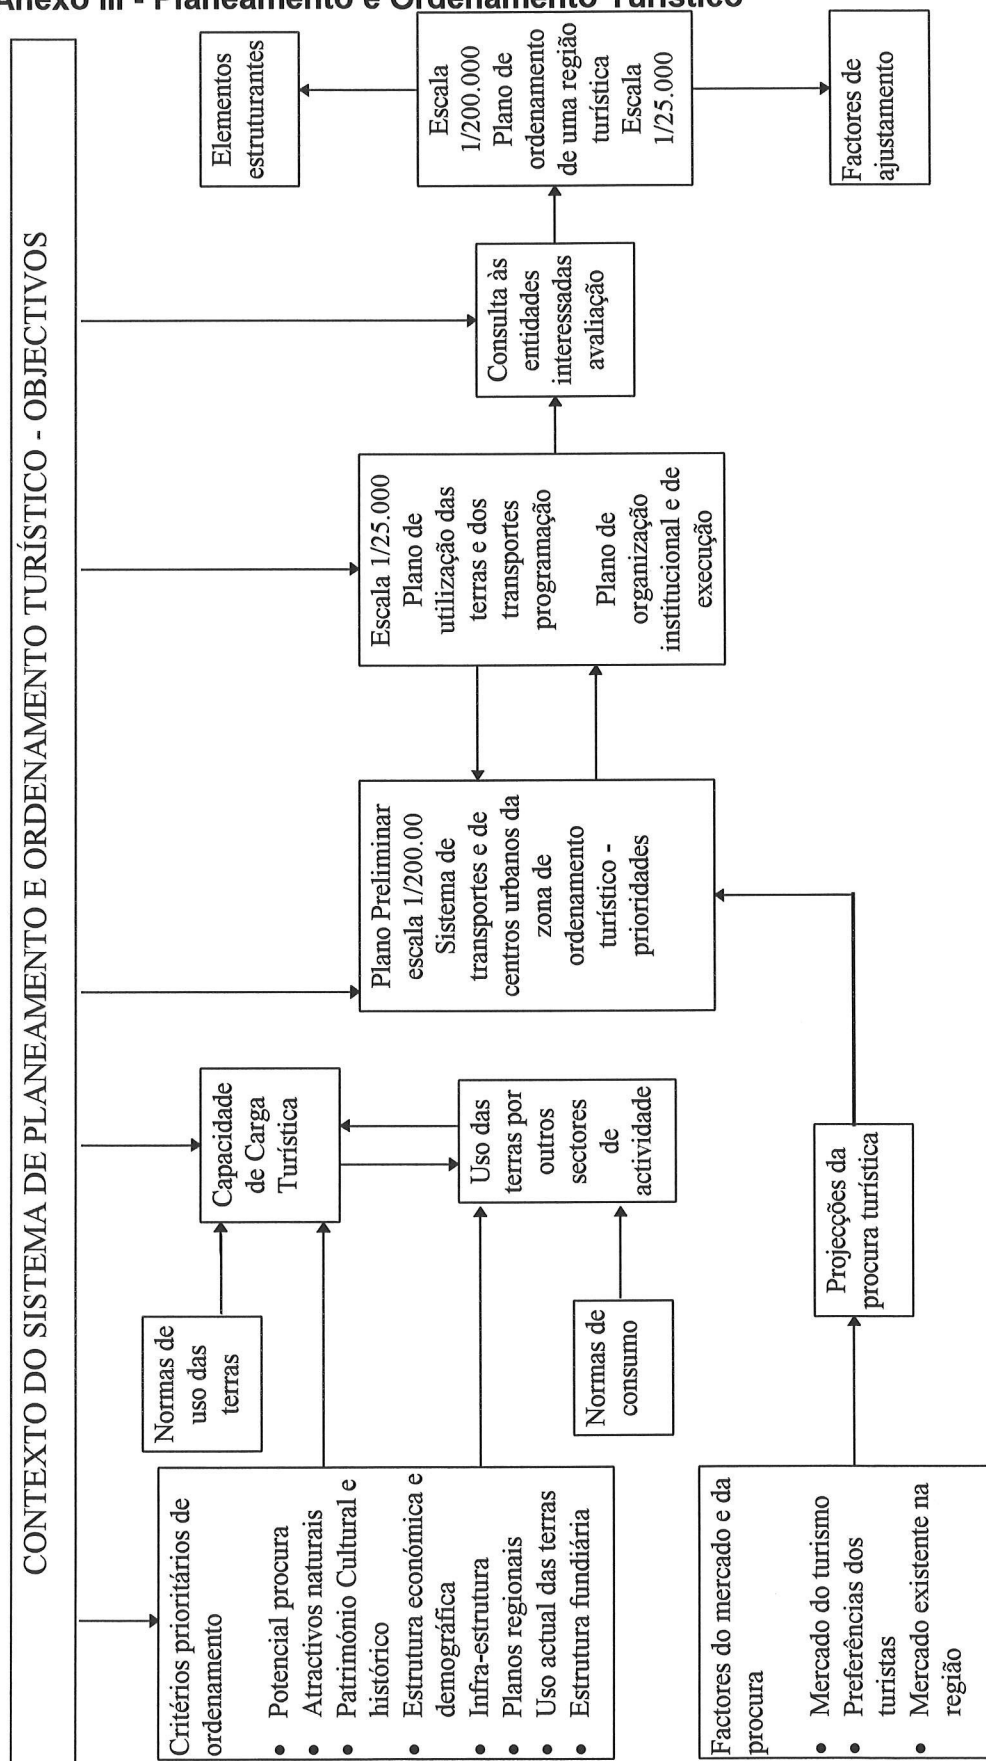 Anexo III - Planeamento e Ordenamento Turístico
CONTEXTO DO SISTEMA DE PLANEAMENTO E ORDENAMENTO TURÍSTICO - OBJECTIVOS
Critérios prioritários de
ordenamento
• Potencial procura
• Atractivos naturais
• Património Cultural e
histórico
• Estrutura económica e
demográfica
• Infra-estrutura
• Planos regionais
• Uso actual das terras
• Estrutura fundiária
Factores do mercado e da
procura
• Mercado do turismo
• Preferências dos
turistas
• Mercado existente na
região
Normas de
uso das
terras
Normas de
consumo
Capacidade
de Carga
Turística
Uso das
terras por
outros
sectores
de
actividade
Projecções da
procura turística
Plano Preliminar
escala 1/200.00
Sistema de
transportes e de
centros urbanos da
zona de
ordenamento
turístico -
prioridades
Escala 1/25.000
Plano de
utilização das
terras e dos
transportes
programação
Plano de
organização
institucional e de
execução
Consulta às
entidades
interessadas
avaliação
Escala
1/200.000
Plano de
ordenamento
de uma região
turística
Escala
1/25.000
Elementos
estruturantes
Factores de
ajustamento